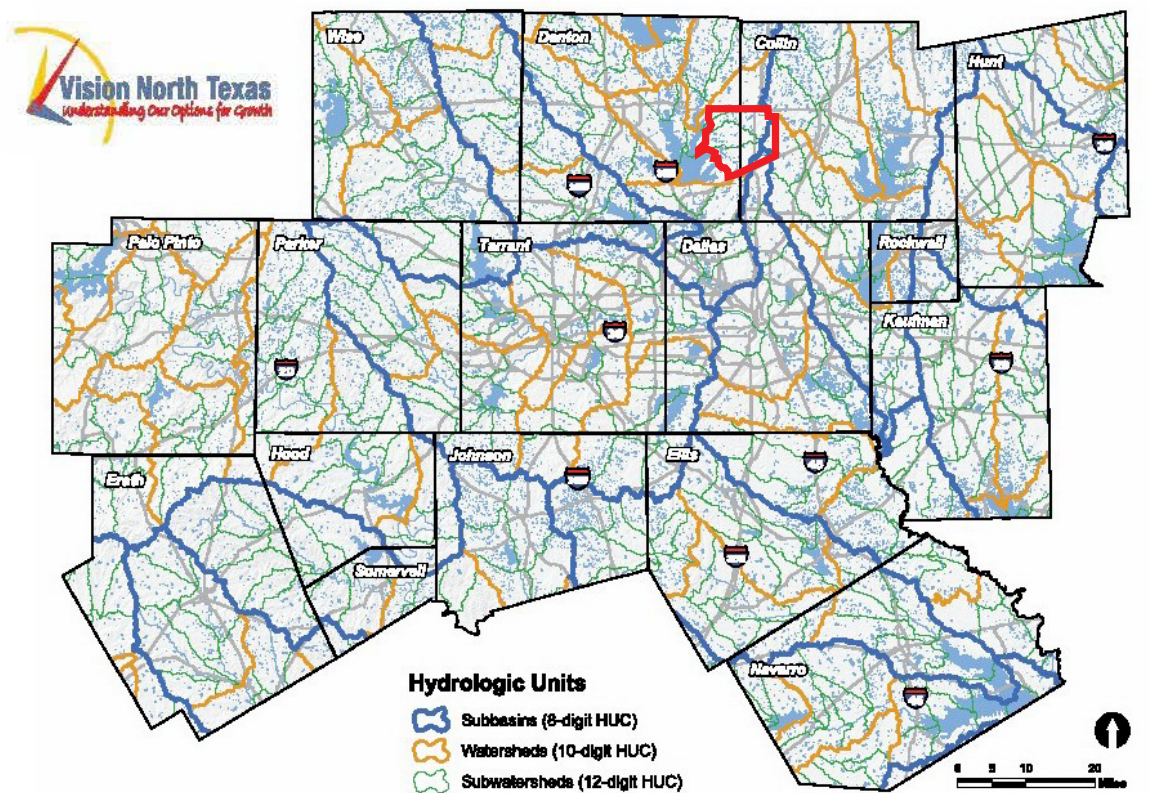 Vision North Texas
Understanding Our Options for Growth
Wise
Denton
Collin
Hunt
Palo Pinto
Parker
Tarrant
Dallas
Rockwall
Kaufman
Erath
Hood
Johnson
Ellis
Somervell
Navarro
Hydrologic Units
Subbasins (8-digit HUC)
Watersheds (10-digit HUC)
Subwatersheds (12-digit HUC)
0 5 10 20
Miles